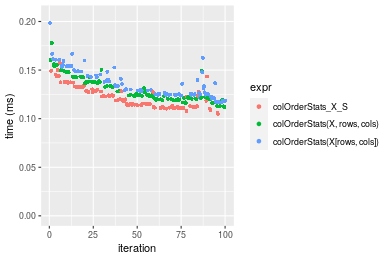 0.20
0.15
0.10
0.05
0.00
time (ms)
0
25
50
75
100
iteration
expr
colOrderStats_X_S
colOrderStats(X, rows, cols)
colOrderStats(X[rows, cols])